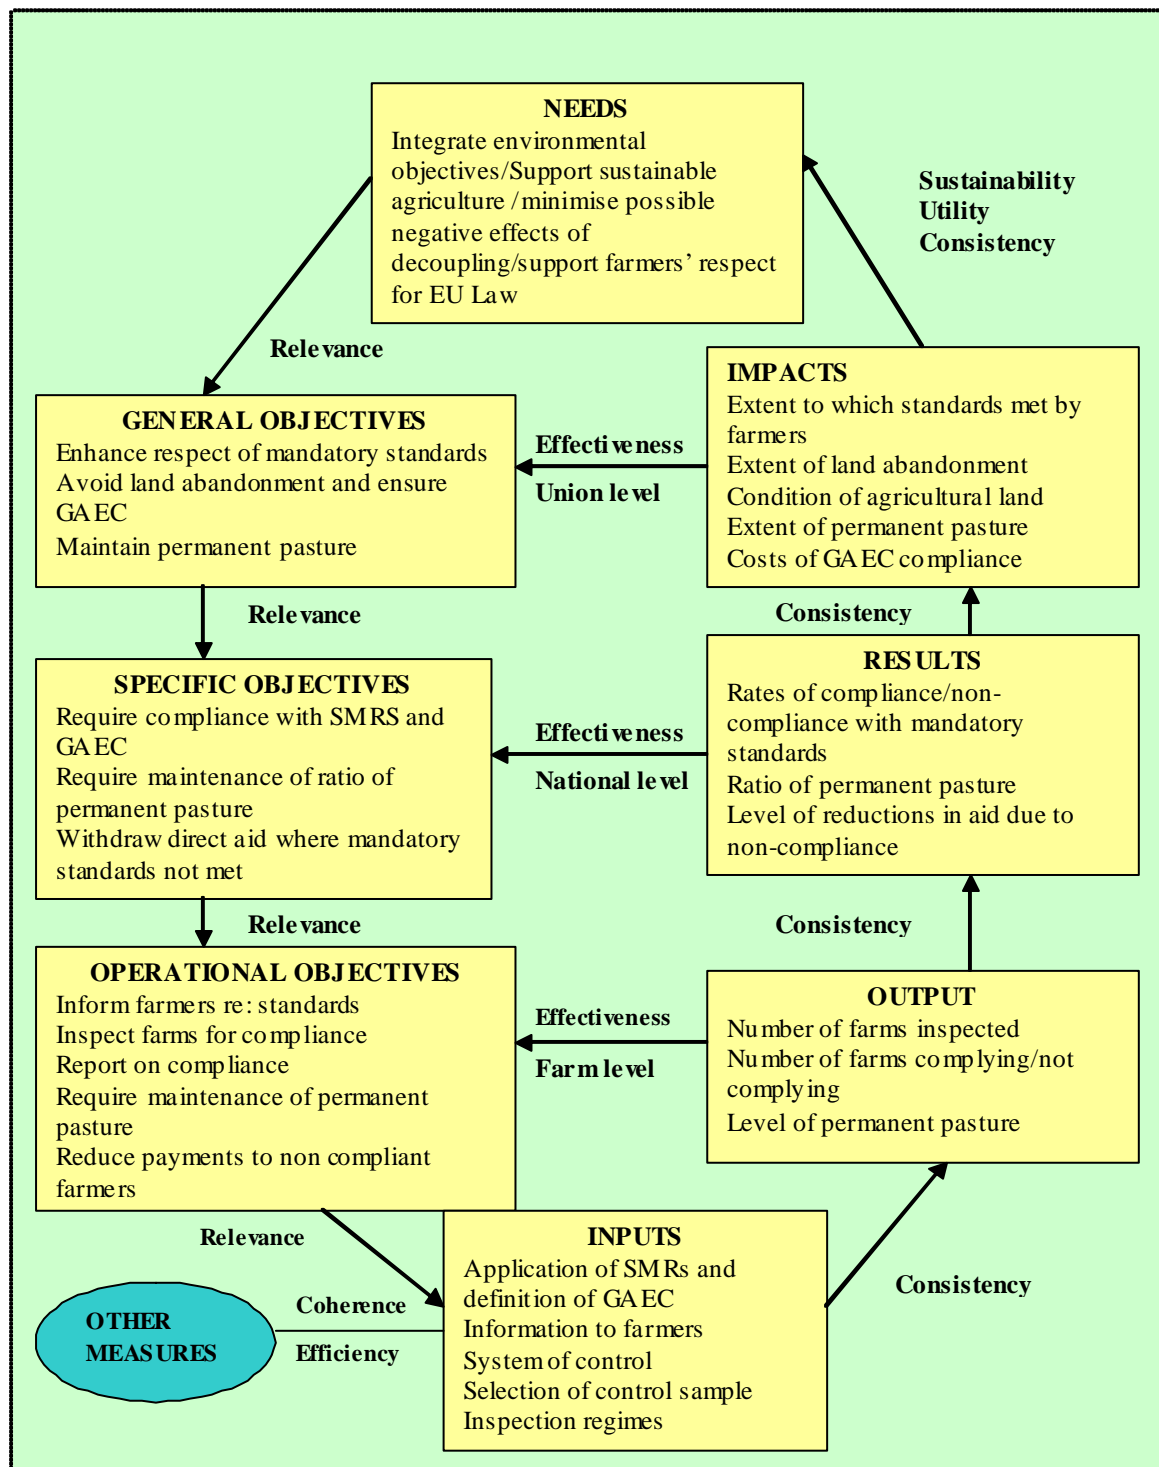 NEEDS
Integrate environmental
objectives/Support sustainable
agriculture /minimise possible
negative effects of
decoupling/support farmers’ respect
for EU Law
Sustainability
Utility
Consistency
Relevance
GENERAL OBJECTIVES
Enhance respect of mandatory standards
Avoid land abandonment and ensure
GAEC
Maintain permanent pasture
Effectiveness
Union level
IMPACTS
Extent to which standards met by
farmers
Extent of land abandonment
Condition of agricultural land
Extent of permanent pasture
Costs of GAEC compliance
Relevance
Consistency
SPECIFIC OBJECTIVES
Require compliance with SMRS and
GAEC
Require maintenance of ratio of
permanent pasture
Withdraw direct aid where mandatory
standards not met
Effectiveness
National level
RESULTS
Rates of compliance/non-
compliance with mandatory
standards
Ratio of permanent pasture
Level of reductions in aid due to
non-compliance
Relevance
Consistency
OPERATIONAL OBJECTIVES
Inform farmers re: standards
Inspect farms for compliance
Report on compliance
Require maintenance of permanent
pasture
Reduce payments to non compliant
farmers
Effectiveness
Farm level
OUTPUT
Number of farms inspected
Number of farms complying/not
complying
Level of permanent pasture
Relevance
INPUTS
Application of SMRs and
definition of GAEC
Information to farmers
System of control
Selection of control sample
Inspection regimes
Consistency
OTHER
MEASURES
Coherence
Efficiency